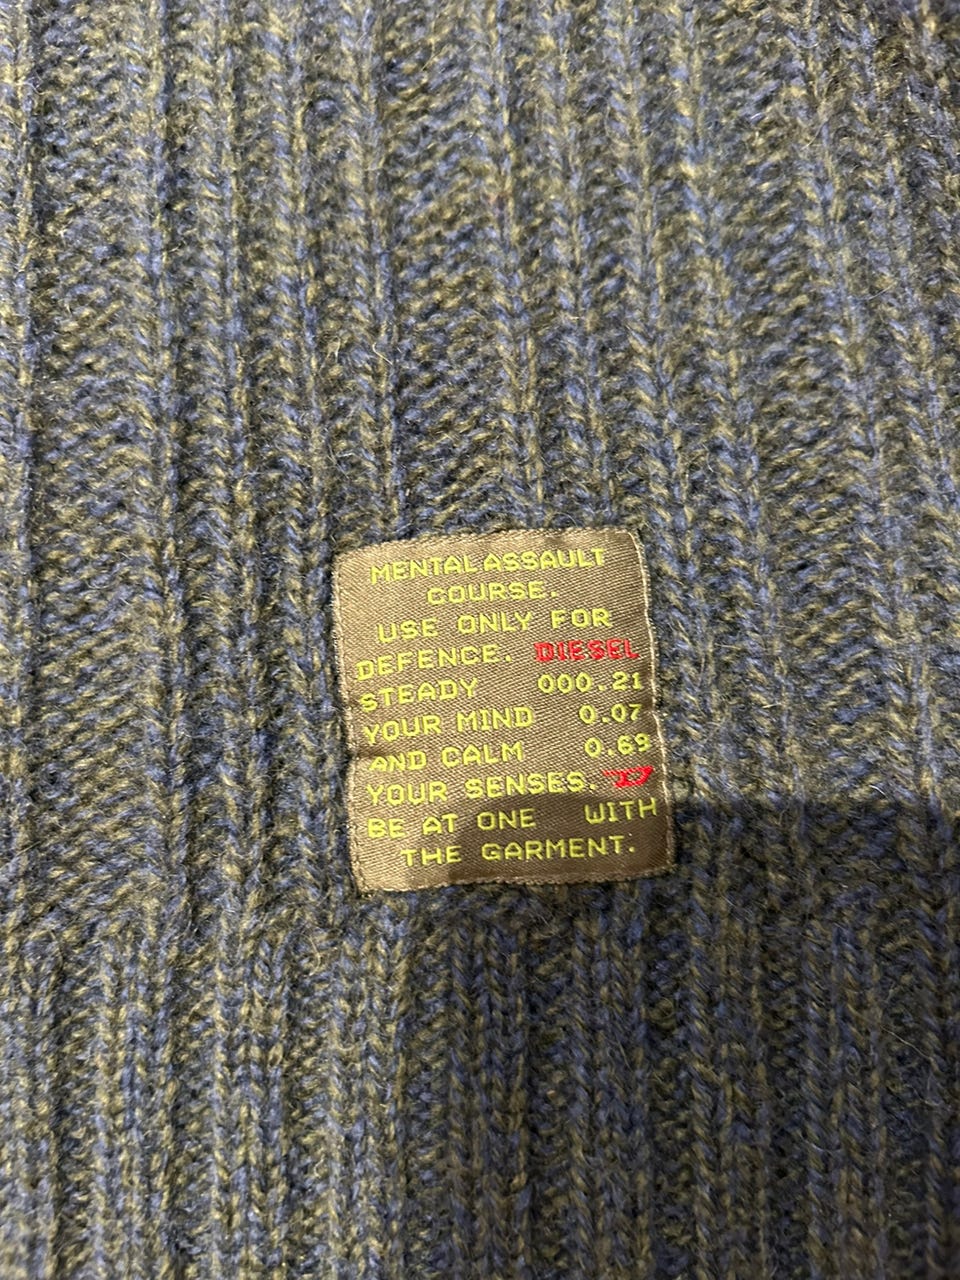 MENTAL ASSAULT
COURSE.
USE ONLY FOR
DEFENCE. DIESEL
STEADY 000.21
YOUR MIND 0.07
AND CALM 0.69
YOUR SENSES.
BE AT ONE WITH
THE GARMENT.